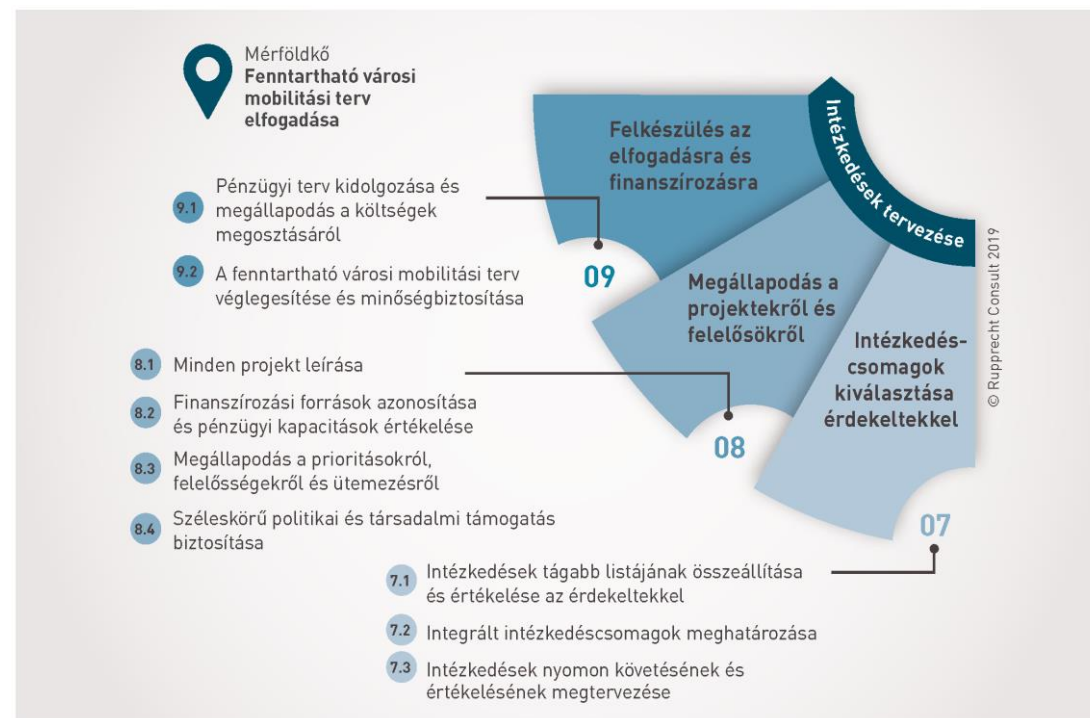 Mérföldkő
Fenntartható városi
mobilitási terv
elfogadása
Intézkedések tervezése
Felkészülés az
elfogadásra és
finanszírozásra
09
9.1 Pénzügyi terv kidolgozása és
megállapodás a költségek
megosztásáról
9.2 A fenntartható városi mobilitási terv
véglegesítése és minőségbiztosítása
Megállapodás a
projektekről és
felelősökről
08
8.1 Minden projekt leírása
8.2 Finanszírozási források azonosítása
és pénzügyi kapacitások értékelése
8.3 Megállapodás a prioritásokról,
felelősségekről és ütemezésről
8.4 Széleskörű politikai és társadalmi támogatás
biztosítása
Intézkedés-
csomagok
kiválasztása
érdekeltekkel
07
7.1 Intézkedések tágabb listájának összeállítása
és értékelése az érdekeltekkel
7.2 Integrált intézkedéscsomagok meghatározása
7.3 Intézkedések nyomon követésének és
értékelésének megtervezése
© Rupprecht Consult 2019